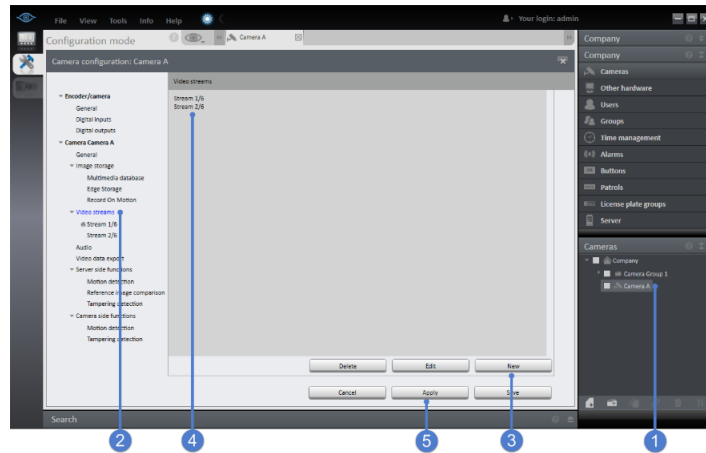 File View Tools Info Help
Your login: admin
Configuration mode
Camera A
Company
Camera configuration: Camera A
Company
Cameras
Other hardware
Users
Groups
Time management
Alarms
Buttons
Patrols
License plate groups
Server
Video streams
Stream 1/6
Stream 2/6
Encoder/camera
General
Digital inputs
Digital outputs
Camera Camera A
General
Image storage
Multimedia database
Edge Storage
Record On Motion
Video streams
Stream 1/6
Stream 2/6
Audio
Video data export
Server side functions
Motion detection
Reference image comparison
Tampering detection
Camera side functions
Motion detection
Tampering detection
Cameras
Company
Camera Group 1
Camera A
Delete Edit New
Cancel Apply Save
Search
2 4 5 3 1